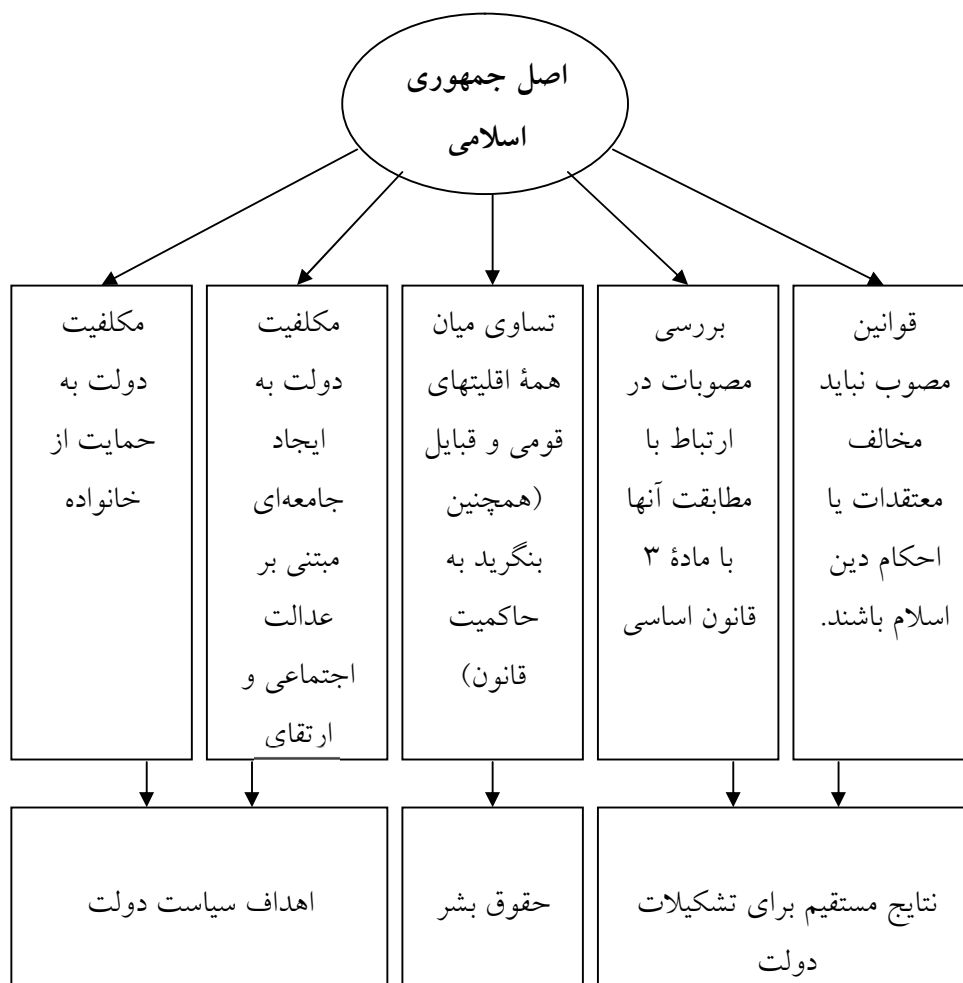 اصل جمهوری
اسلامی
قوانین
مصوب نباید
مخالف
معتقدات یا
احکام دین
اسلام باشند.
بررسی
مصوبات در
ارتباط با
مطابقت آنها
با مادۀ ۳
قانون اساسی
تساوی میان
همۀ اقلیتهای
قومی و قبایل
(همچنین
بنگرید به
حاکمیت
قانون)
مکلفیت
دولت به
ایجاد
جامعه‌ای
مبتنی بر
عدالت
اجتماعی و
ارتقای
مکلفیت
دولت به
حمایت از
خانواده
نتایج مستقیم برای تشکیلات
دولت
حقوق بشر
اهداف سیاست دولت